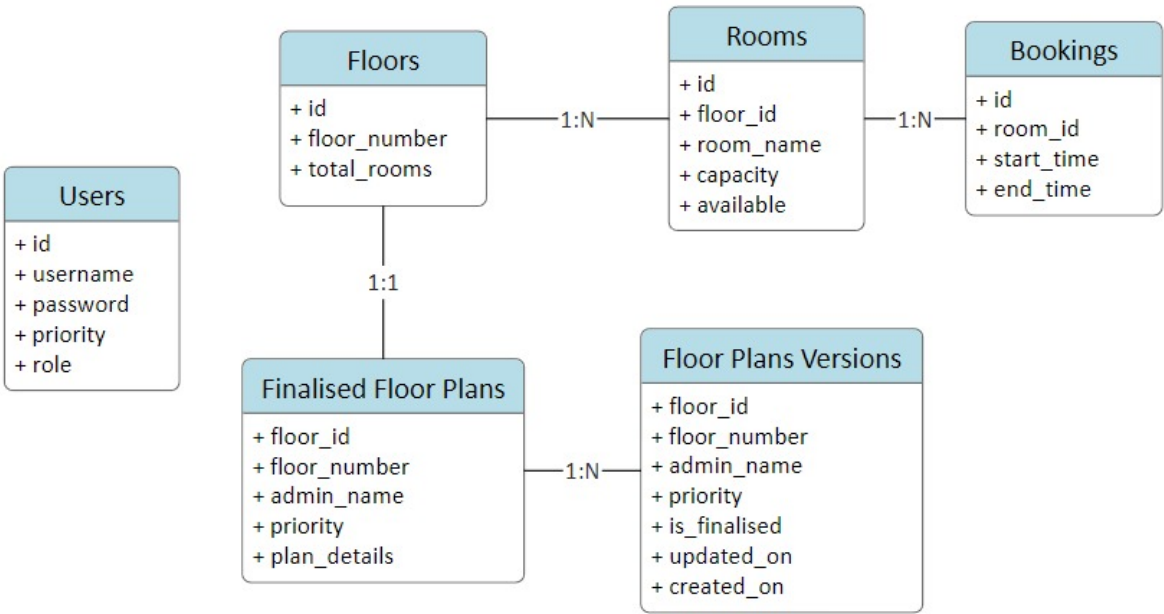 Users
+ id
+ username
+ password
+ priority
+ role
Floors
+ id
+ floor_number
+ total_rooms
1:N
Rooms
+ id
+ floor_id
+ room_name
+ capacity
+ available
1:N
Bookings
+ id
+ room_id
+ start_time
+ end_time
1:1
Finalised Floor Plans
+ floor_id
+ floor_number
+ admin_name
+ priority
+ plan_details
1:N
Floor Plans Versions
+ floor_id
+ floor_number
+ admin_name
+ priority
+ is_finalised
+ updated_on
+ created_on